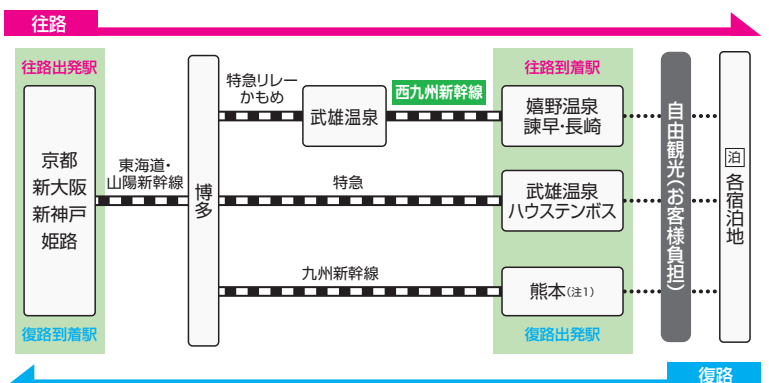 往路
往路出発駅
京都
新大阪
新神戸
姫路
復路到着駅
東海道・
山陽新幹線
博多
特急リレー
かもめ
武雄温泉
西九州新幹線
特急
九州新幹線
往路到着駅
嬉野温泉
諫早・長崎
武雄温泉
ハウステンボス
熊本(注1)
復路出発駅
自由観光(お客様負担)
泊 各宿泊地
復路